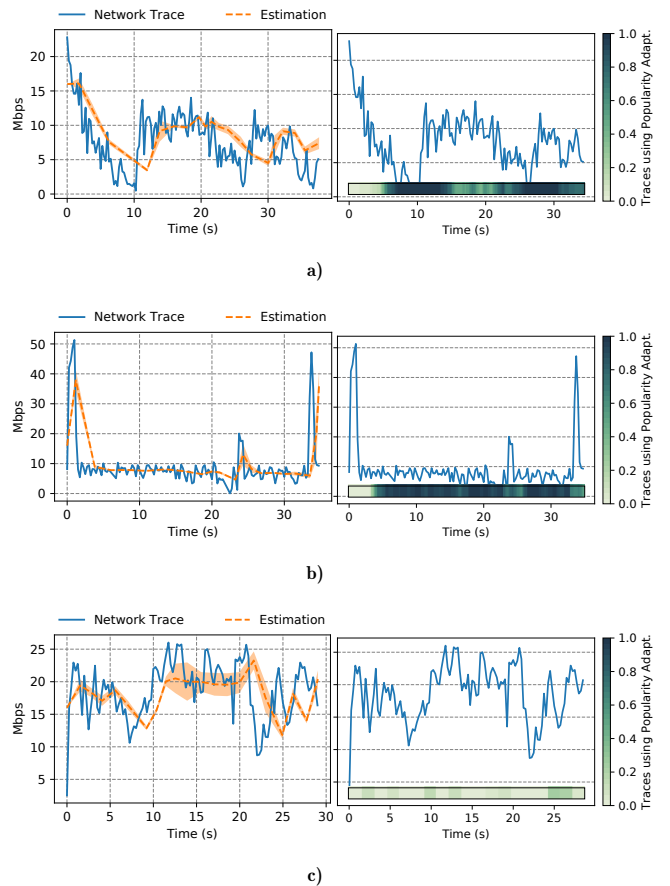 Network Trace Estimation
Mbps
20
15
10
5
0
0 10 20 30
Time (s)
0 10 20 30
Time (s)
1.0
0.8
0.6
0.4
0.2
0.0
Traces using Popularity Adapt.
a)
Network Trace Estimation
Mbps
50
40
30
20
10
0
0 10 20 30
Time (s)
0 10 20 30
Time (s)
1.0
0.8
0.6
0.4
0.2
0.0
Traces using Popularity Adapt.
b)
Network Trace Estimation
Mbps
25
20
15
10
5
0 5 10 15 20 25 30
Time (s)
0 5 10 15 20 25
Time (s)
1.0
0.8
0.6
0.4
0.2
0.0
Traces using Popularity Adapt.
c)